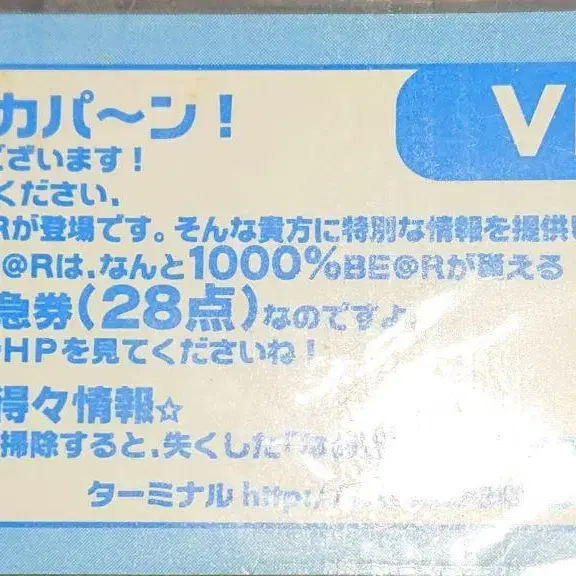 カパ〜ン!
ございます!
ください。
Rが登場です。そんな貴方に特別な情報を提供
@Rは、なんと1000%BE@Rが貰える
急券(28点)なのですよ
HPを見てくださいね!
得々情報☆
掃除すると、失くした
ターミナル http:/
V